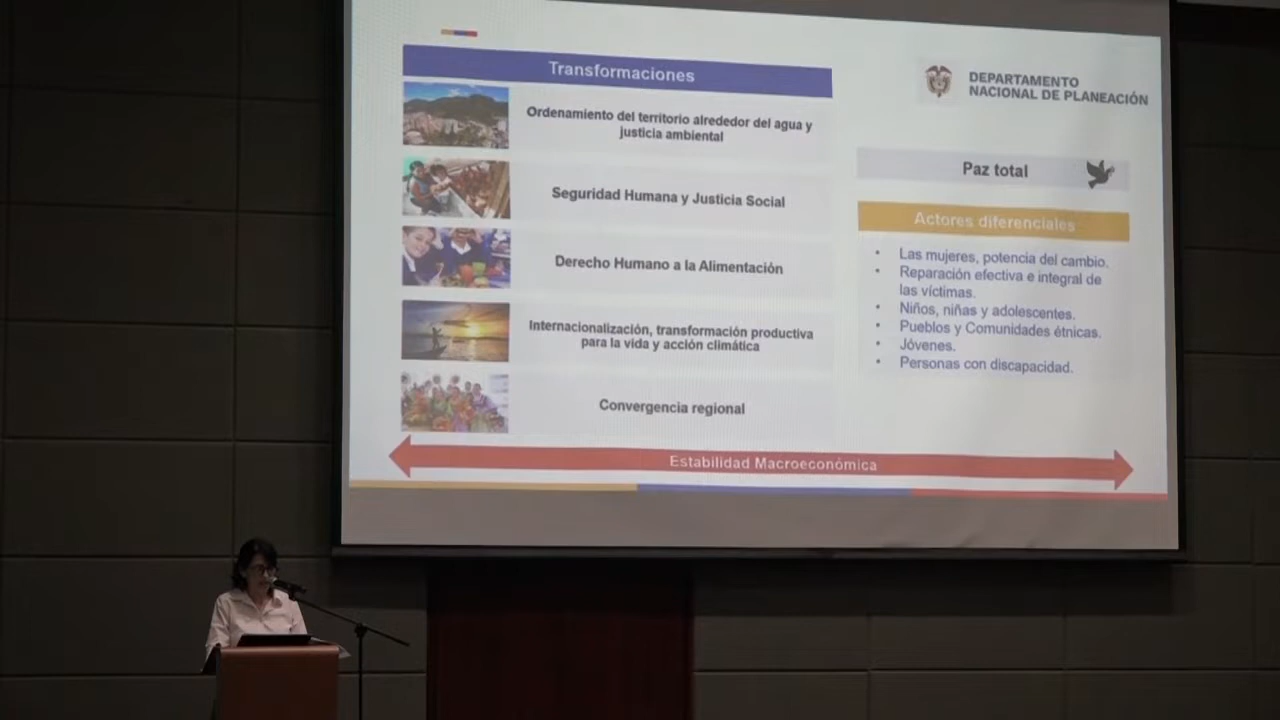 Transformaciones
Ordenamiento del territorio alrededor del agua y
justicia ambiental
Seguridad Humana y Justicia Social
Derecho Humano a la Alimentación
Internacionalización, transformación productiva
para la vida y acción climática
Convergencia regional
Estabilidad Macroeconómica
DEPARTAMENTO
NACIONAL DE PLANEACIÓN
Paz total
Actores diferenciales
• Las mujeres, potencia del cambio.
• Reparación efectiva e integral de
las víctimas.
• Niños, niñas y adolescentes.
• Pueblos y Comunidades étnicas.
• Jóvenes.
• Personas con discapacidad.